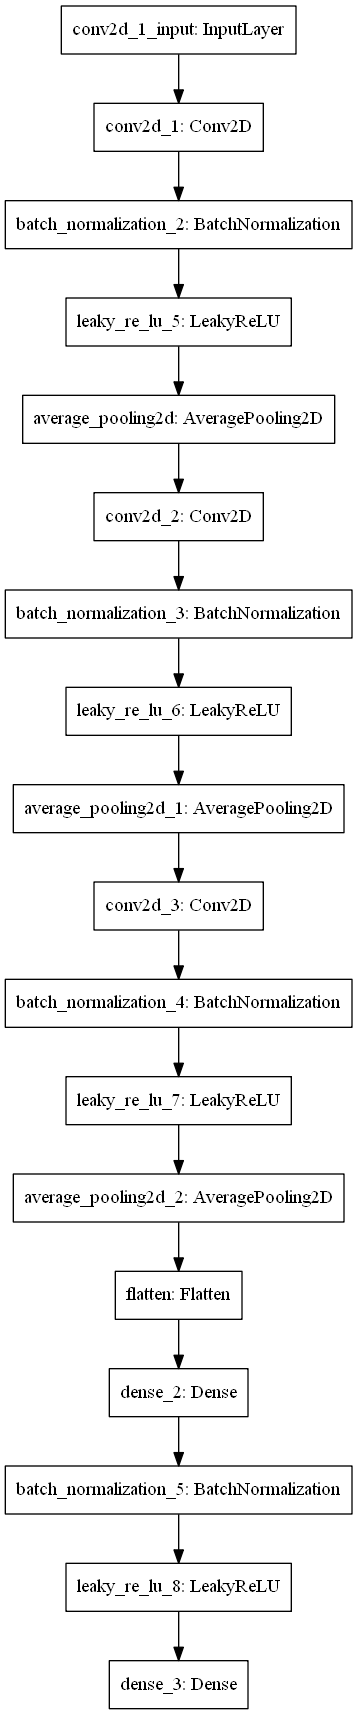 conv2d_1_input: InputLayer
conv2d_1: Conv2D
batch_normalization_2: BatchNormalization
leaky_re_lu_5: LeakyReLU
average_pooling2d: AveragePooling2D
conv2d_2: Conv2D
batch_normalization_3: BatchNormalization
leaky_re_lu_6: LeakyReLU
average_pooling2d_1: AveragePooling2D
conv2d_3: Conv2D
batch_normalization_4: BatchNormalization
leaky_re_lu_7: LeakyReLU
average_pooling2d_2: AveragePooling2D
flatten: Flatten
dense_2: Dense
batch_normalization_5: BatchNormalization
leaky_re_lu_8: LeakyReLU
dense_3: Dense